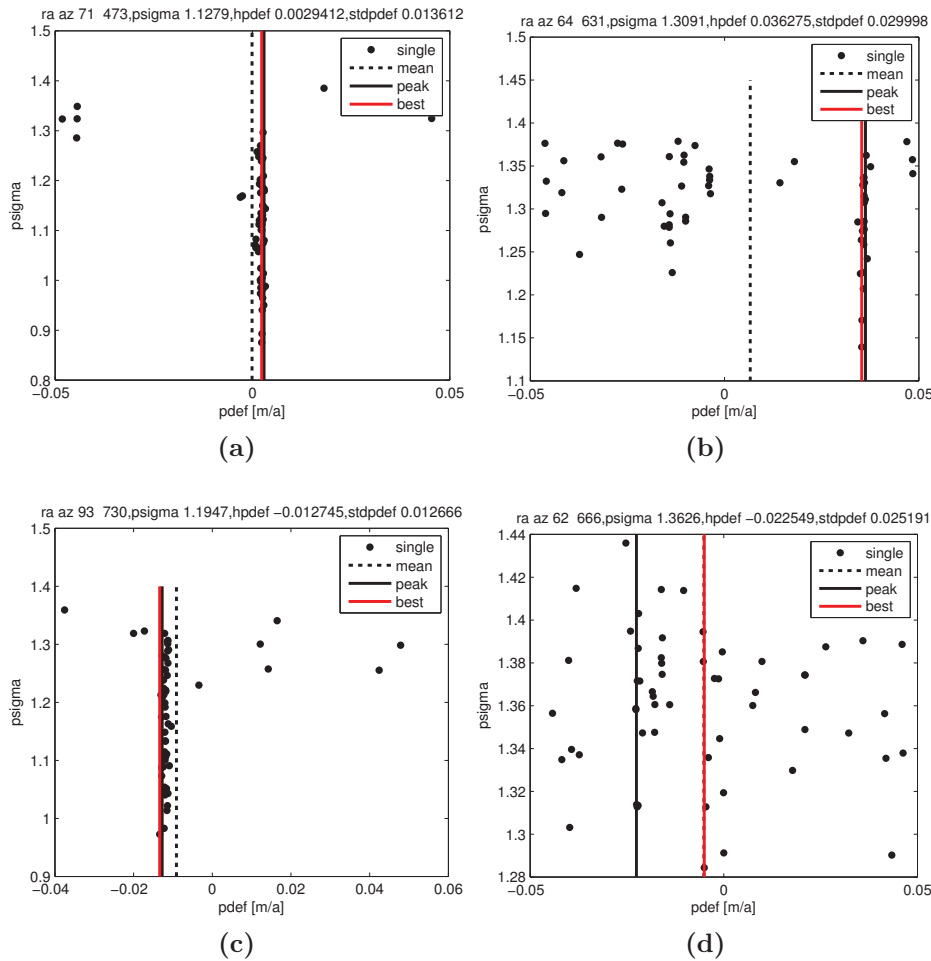 ra az 71  473,psigma 1.1279,hpdef 0.0029412,stdpdef 0.013612
1.5
1.4
1.3
1.2
1.1
1
0.9
0.8
psigma
single
mean
peak
best
−0.05
0
0.05
pdef [m/a]
(a)
ra az 64  631,psigma 1.3091,hpdef 0.036275,stdpdef 0.029998
1.5
1.45
1.4
1.35
1.3
1.25
1.2
1.15
1.1
psigma
single
mean
peak
best
−0.05
0
0.05
pdef [m/a]
(b)
ra az 93  730,psigma 1.1947,hpdef −0.012745,stdpdef 0.012666
1.5
1.4
1.3
1.2
1.1
1
0.9
psigma
single
mean
peak
best
−0.04
−0.02
0
0.02
0.04
0.06
pdef [m/a]
(c)
ra az 62  666,psigma 1.3626,hpdef −0.022549,stdpdef 0.025191
1.44
1.42
1.4
1.38
1.36
1.34
1.32
1.3
1.28
psigma
single
mean
peak
best
−0.05
0
0.05
pdef [m/a]
(d)